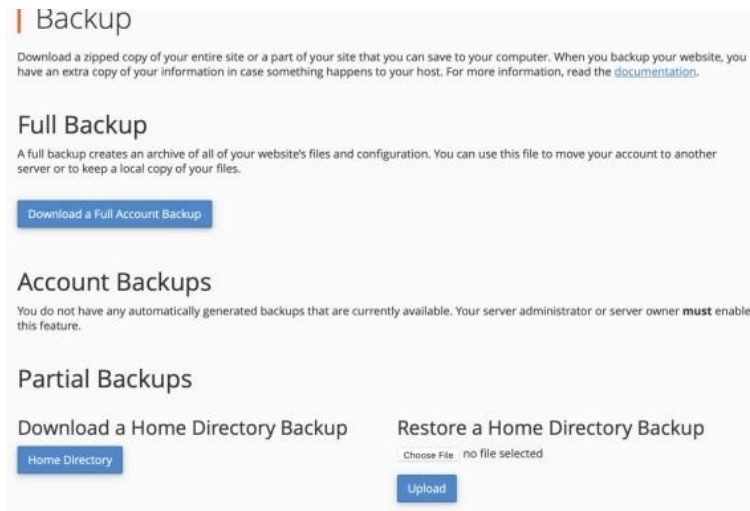 Backup
Download a zipped copy of your entire site or a part of your site that you can save to your computer. When you backup your website, you
have an extra copy of your information in case something happens to your host. For more information, read the documentation.
Full Backup
A full backup creates an archive of all of your website's files and configuration. You can use this file to move your account to another
server or to keep a local copy of your files.
Download a Full Account Backup
Account Backups
You do not have any automatically generated backups that are currently available. Your server administrator or server owner must enable
this feature.
Partial Backups
Download a Home Directory Backup
Home Directory
Restore a Home Directory Backup
Choose File no file selected
Upload